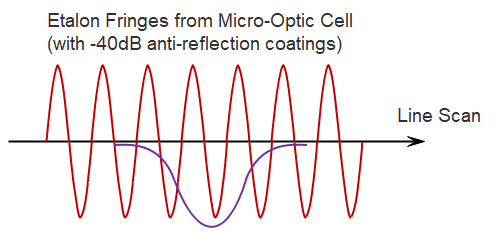 Etalon Fringes from Micro-Optic Cell
(with -40dB anti-reflection coatings)
Line Scan